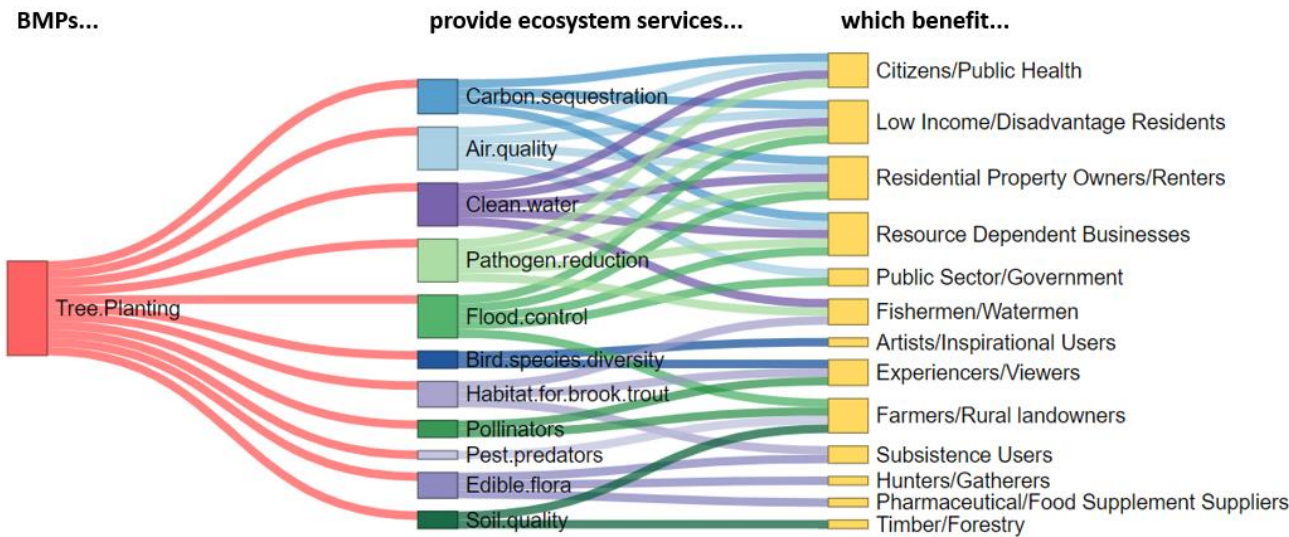 BMPs...
provide ecosystem services...
which benefit...
Tree.Planting
Carbon.sequestration
Air.quality
Clean.water
Pathogen.reduction
Flood.control
Bird.species.diversity
Habitat.for.brook.trout
Pollinators
Pest.predators
Edible.flora
Soil.quality
Citizens/Public Health
Low Income/Disadvantage Residents
Residential Property Owners/Renters
Resource Dependent Businesses
Public Sector/Government
Fishermen/Watermen
Artists/Inspirational Users
Experiencers/Viewers
Farmers/Rural landowners
Subsistence Users
Hunters/Gatherers
Pharmaceutical/Food Supplement Suppliers
Timber/Forestry